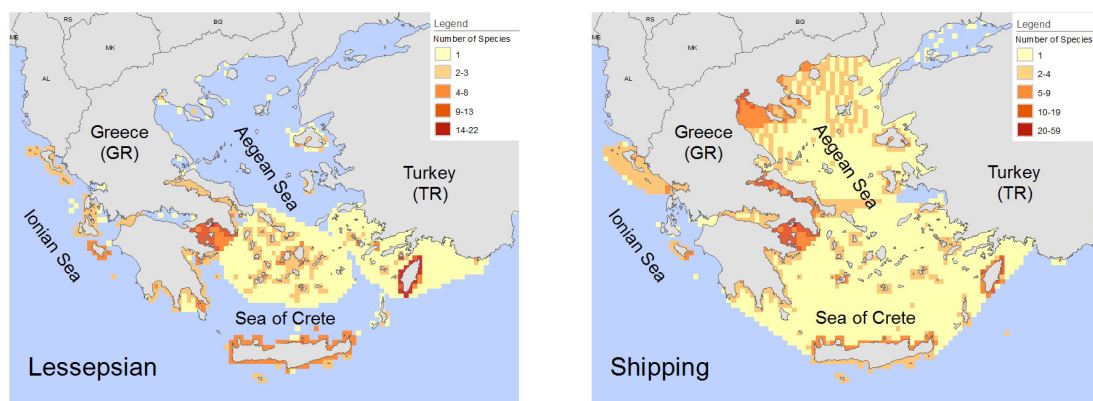 RS
BG
ME
MK
AL
Legend
Number of Species
1
2-3
4-8
9-13
14-22
Greece
(GR)
Aegean Sea
Turkey
(TR)
Ionian Sea
Sea of Crete
Lessepsian
RS
BG
ME
MK
AL
Legend
Number of Species
1
2-4
5-9
10-19
20-59
Greece
(GR)
Aegean Sea
Turkey
(TR)
Ionian Sea
Sea of Crete
Shipping